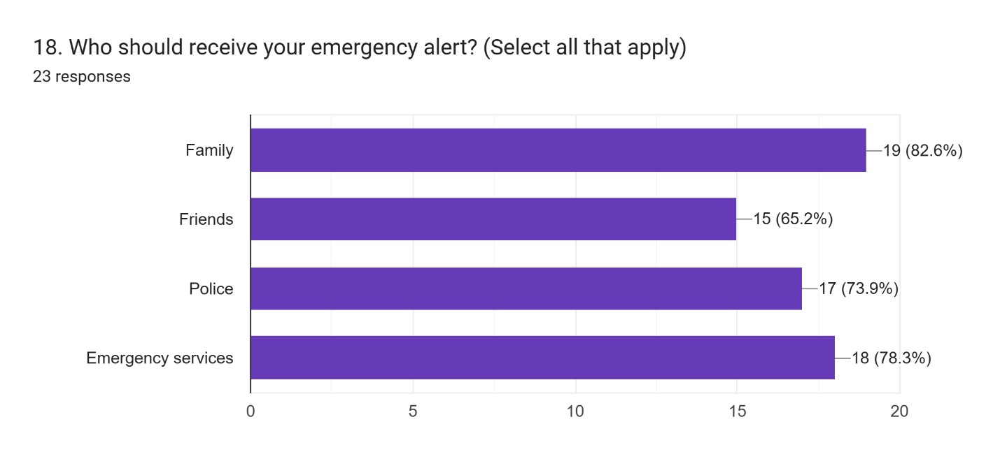 18. Who should receive your emergency alert? (Select all that apply)
23 responses
Family
19 (82.6%)
Friends
15 (65.2%)
Police
17 (73.9%)
Emergency services
18 (78.3%)
0 5 10 15 20